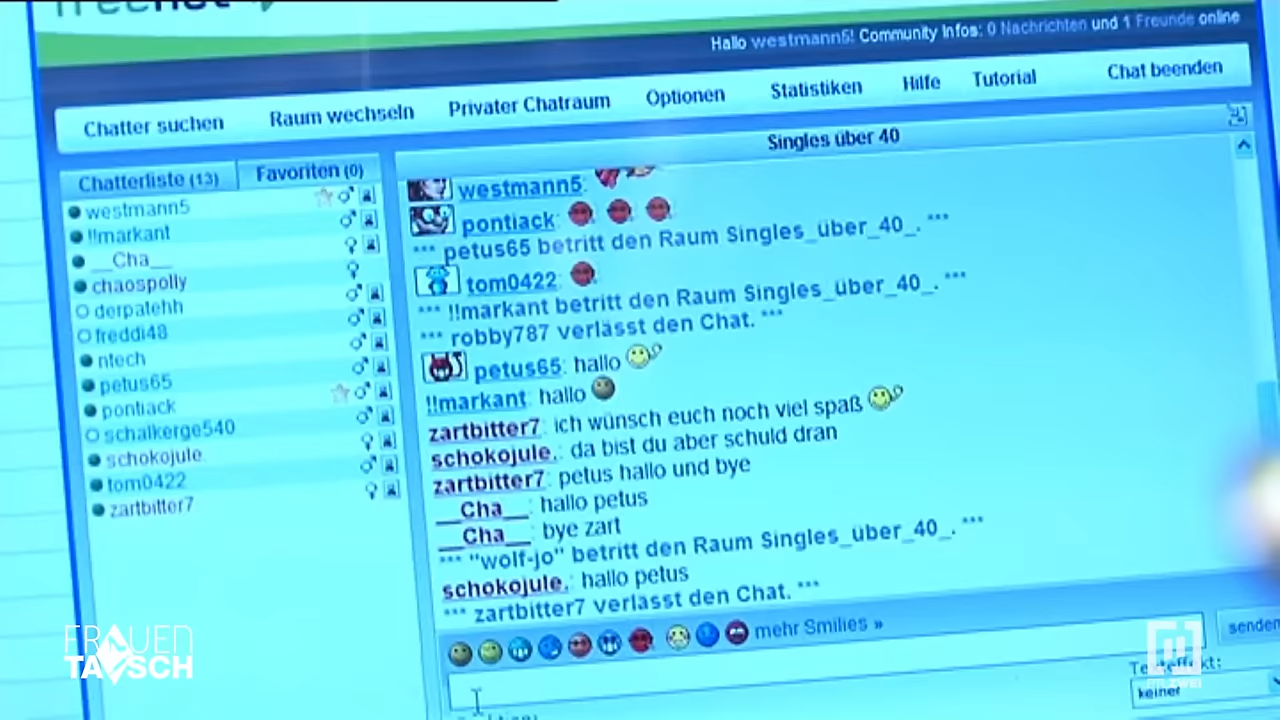 freenet
Hallo westmann5! Community Infos: 0 Nachrichten und 1 Freunde online
Chatter suchen Raum wechseln Privater Chatraum Optionen Statistiken Hilfe Tutorial Chat beenden
Singles über 40
Chatterliste (13) Favoriten (0)
westmann5
!!markant
__Cha__
chaospolly
derpatehh
freddi48
ntech
petus65
pontiack
schalkerge540
schokojule.
tom0422
zartbitter7
westmann5:
pontiack:
*** petus65 betritt den Raum Singles_über_40_. ***
tom0422:
*** !!markant betritt den Raum Singles_über_40_. ***
*** robby787 verlässt den Chat. ***
petus65: hallo
!!markant: hallo
zartbitter7: ich wünsch euch noch viel spaß
schokojule.: da bist du aber schuld dran
zartbitter7: petus hallo und bye
__Cha__: hallo petus
__Cha__: bye zart
*** "wolf-jo" betritt den Raum Singles_über_40_. ***
schokojule.: hallo petus
*** zartbitter7 verlässt den Chat. ***
mehr Smilies »
senden
Texteffekt:
keiner
FRAUEN
TAUSCH
RTL ZWEI